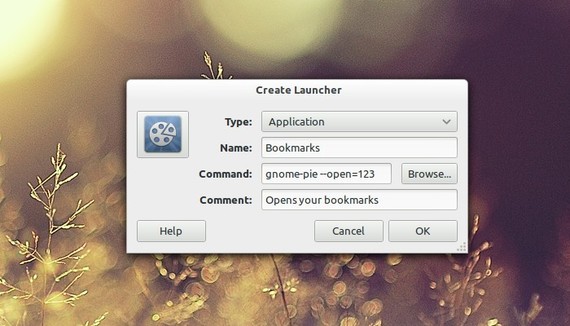 Create Launcher
Type: Application
Name: Bookmarks
Command: gnome-pie --open=123 Browse...
Comment: Opens your bookmarks
Help Cancel OK